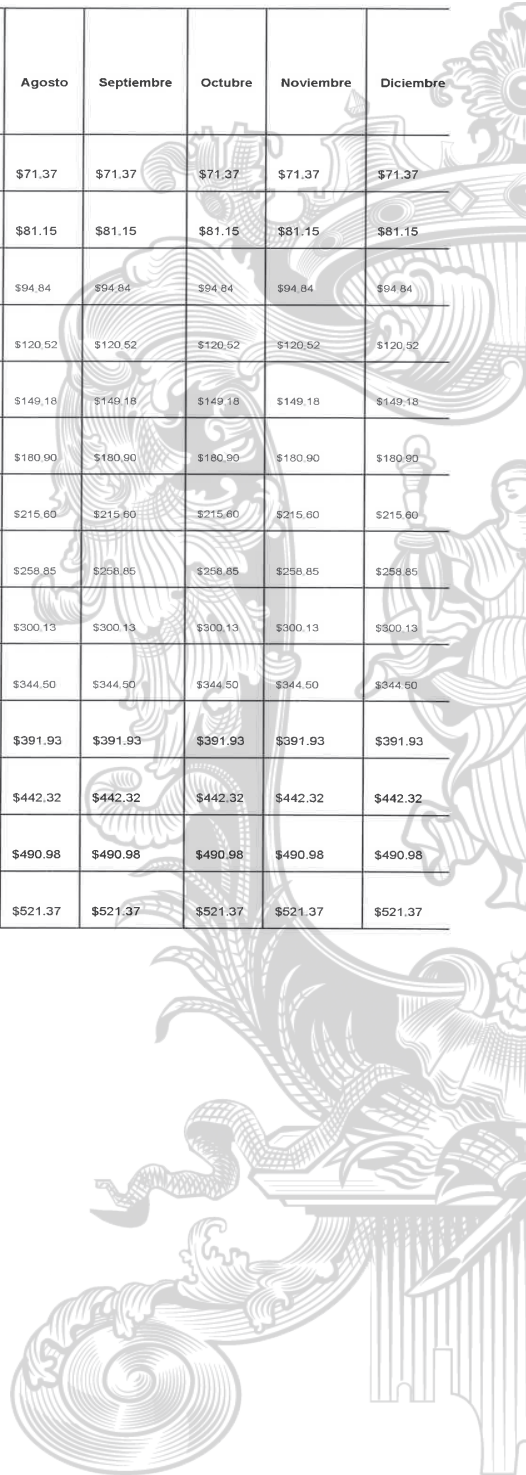 Agosto Septiembre Octubre Noviembre Diciembre
$71.37 $71.37 $71.37 $71.37 $71.37
$81.15 $81.15 $81.15 $81.15 $81.15
$94.84 $94.84 $94.84 $94.84 $94.84
$120.52 $120.52 $120.52 $120.52 $120.52
$149.18 $149.18 $149.18 $149.18 $149.18
$180.90 $180.90 $180.90 $180.90 $180.90
$215.60 $215.60 $215.60 $215.60 $215.60
$258.85 $258.85 $258.85 $258.85 $258.85
$300.13 $300.13 $300.13 $300.13 $300.13
$344.50 $344.50 $344.50 $344.50 $344.50
$391.93 $391.93 $391.93 $391.93 $391.93
$442.32 $442.32 $442.32 $442.32 $442.32
$490.98 $490.98 $490.98 $490.98 $490.98
$521.37 $521.37 $521.37 $521.37 $521.37